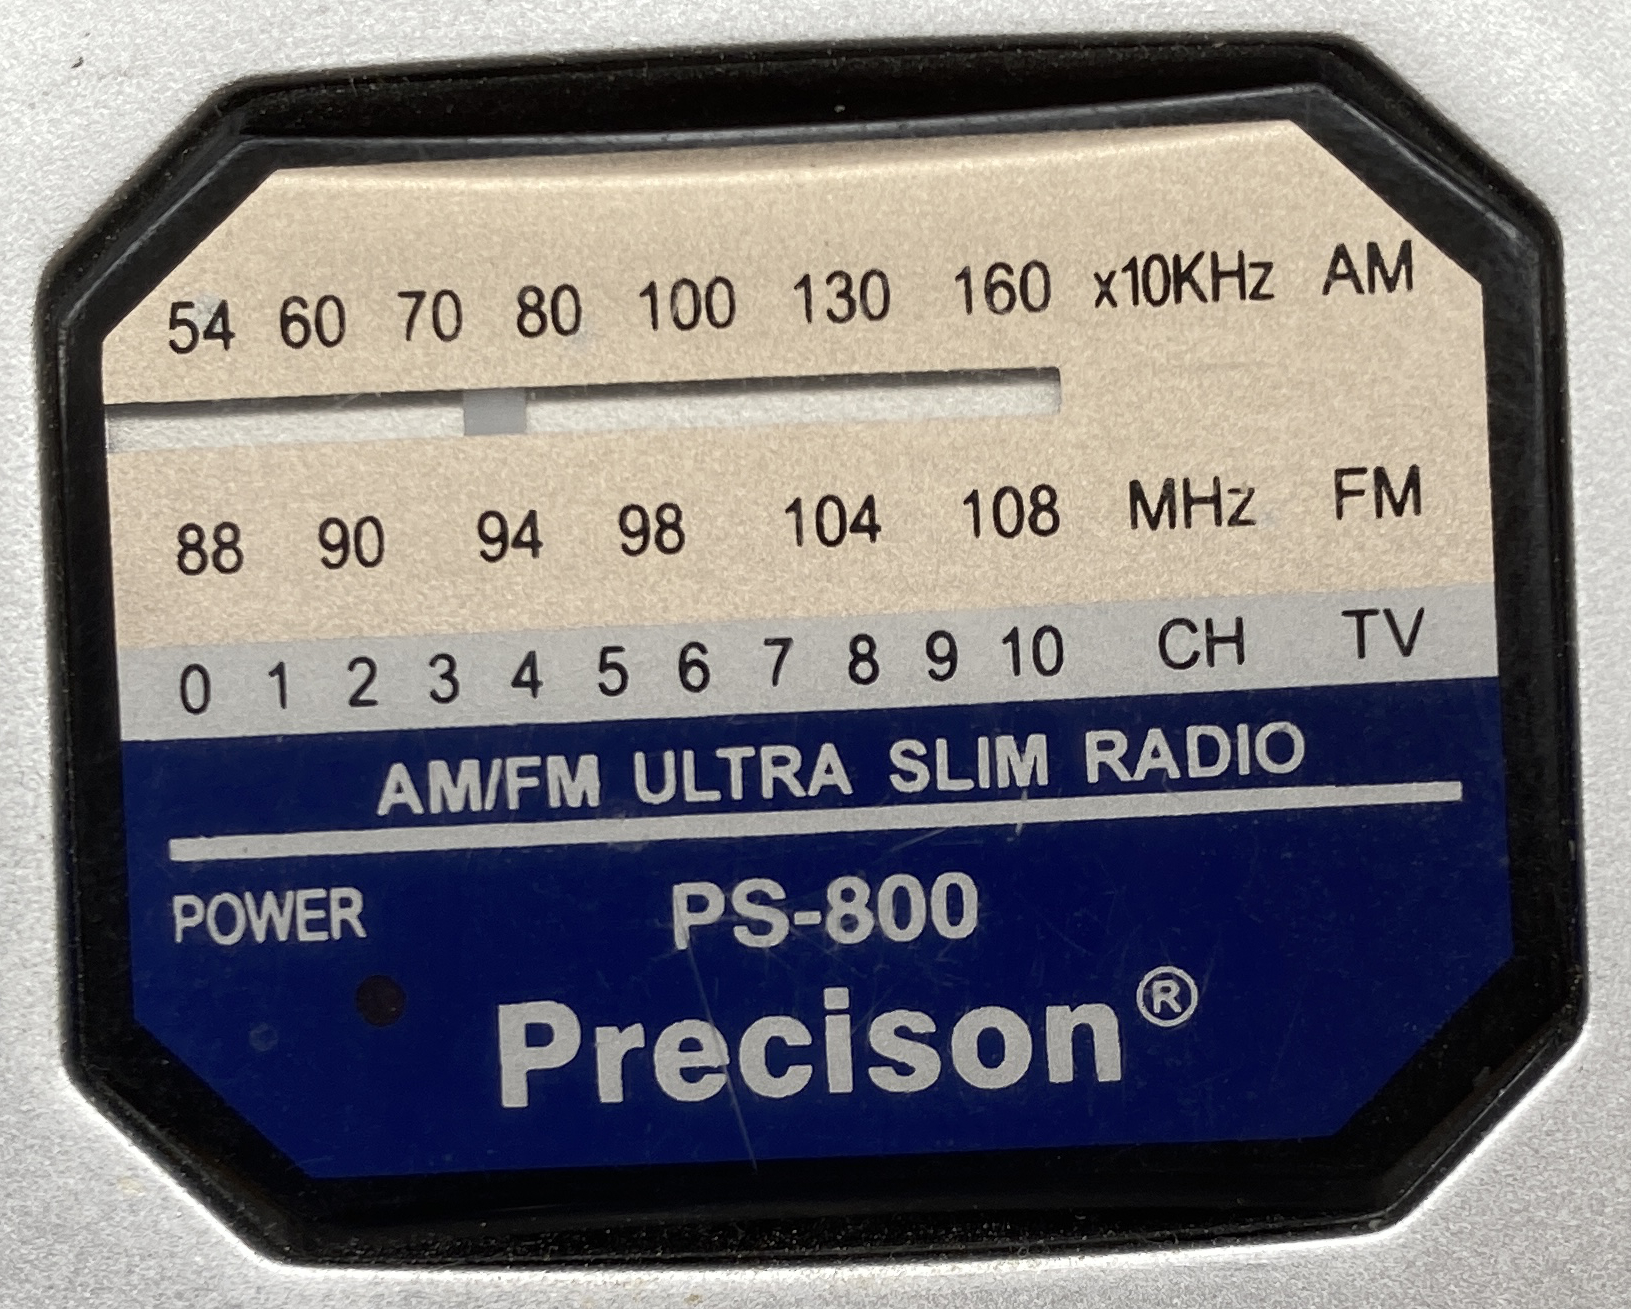 54 60 70 80 100 130 160 x10KHz AM
88 90 94 98 104 108 MHz FM
0 1 2 3 4 5 6 7 8 9 10 CH TV
AM/FM ULTRA SLIM RADIO
POWER PS-800
Precison®